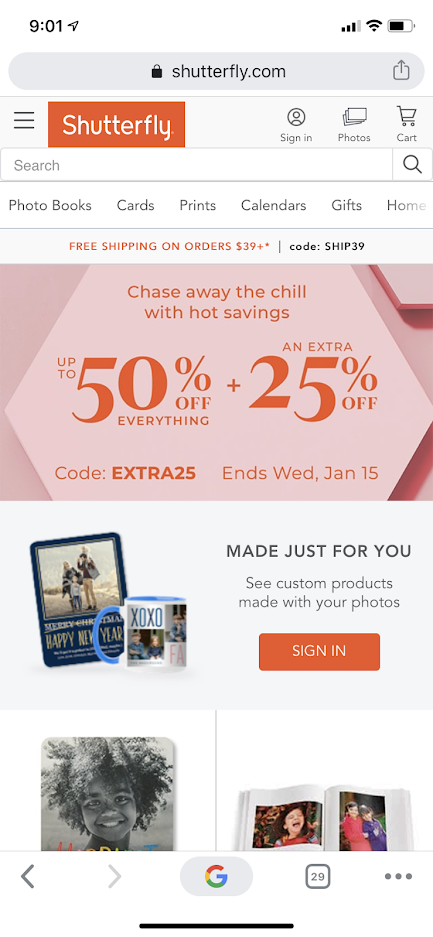 9:01
shutterfly.com
Shutterfly
Sign in
Photos
Cart
Search
Photo Books Cards Prints Calendars Gifts Home
FREE SHIPPING ON ORDERS $39+* | code: SHIP39
Chase away the chill
with hot savings
UP TO 50% OFF EVERYTHING + AN EXTRA 25% OFF
Code: EXTRA25 Ends Wed, Jan 15
MADE JUST FOR YOU
See custom products
made with your photos
SIGN IN
MERRY CHRISTMAS
HAPPY NEW YEAR
XOXO
FA
29